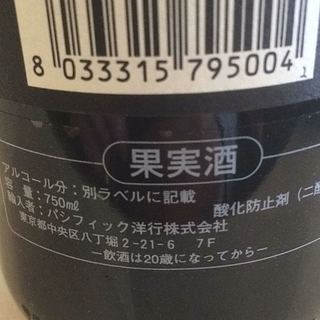 8 033315 795004
果実酒
アルコール分：別ラベルに記載
容量：750㎖ 酸化防止剤（二酸
輸入者：パシフィック洋行株式会社
東京都中央区八丁堀2-21-6 7F
—飲酒は20歳になってから—